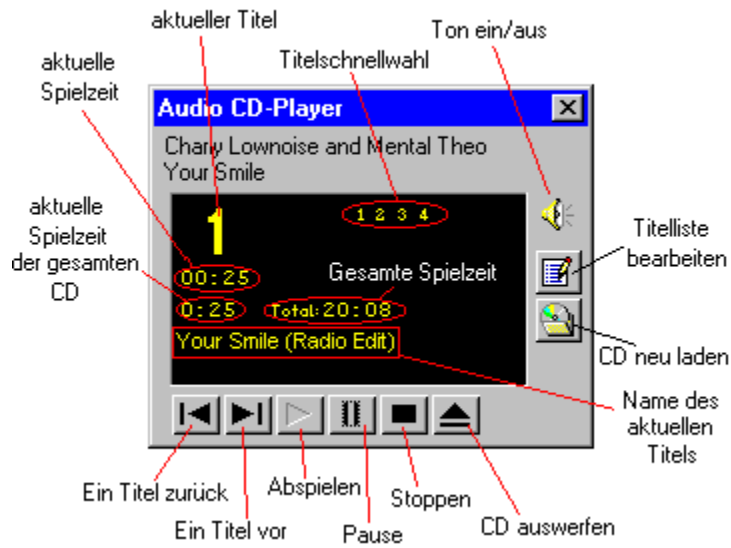 aktueller Titel
Ton ein/aus
aktuelle
Spielzeit
Titelschnellwahl
Audio CD-Player
Charly Lownoise and Mental Theo
Your Smile
aktuelle
Spielzeit
der gesamten
CD
1
1 2 3 4
Titelliste
bearbeiten
00:25
Gesamte Spielzeit
0:25
Total:20:08
Your Smile (Radio Edit)
CD neu laden
Name des
aktuellen
Titels
Ein Titel zurück
Abspielen
Stoppen
Ein Titel vor
Pause
CD auswerfen